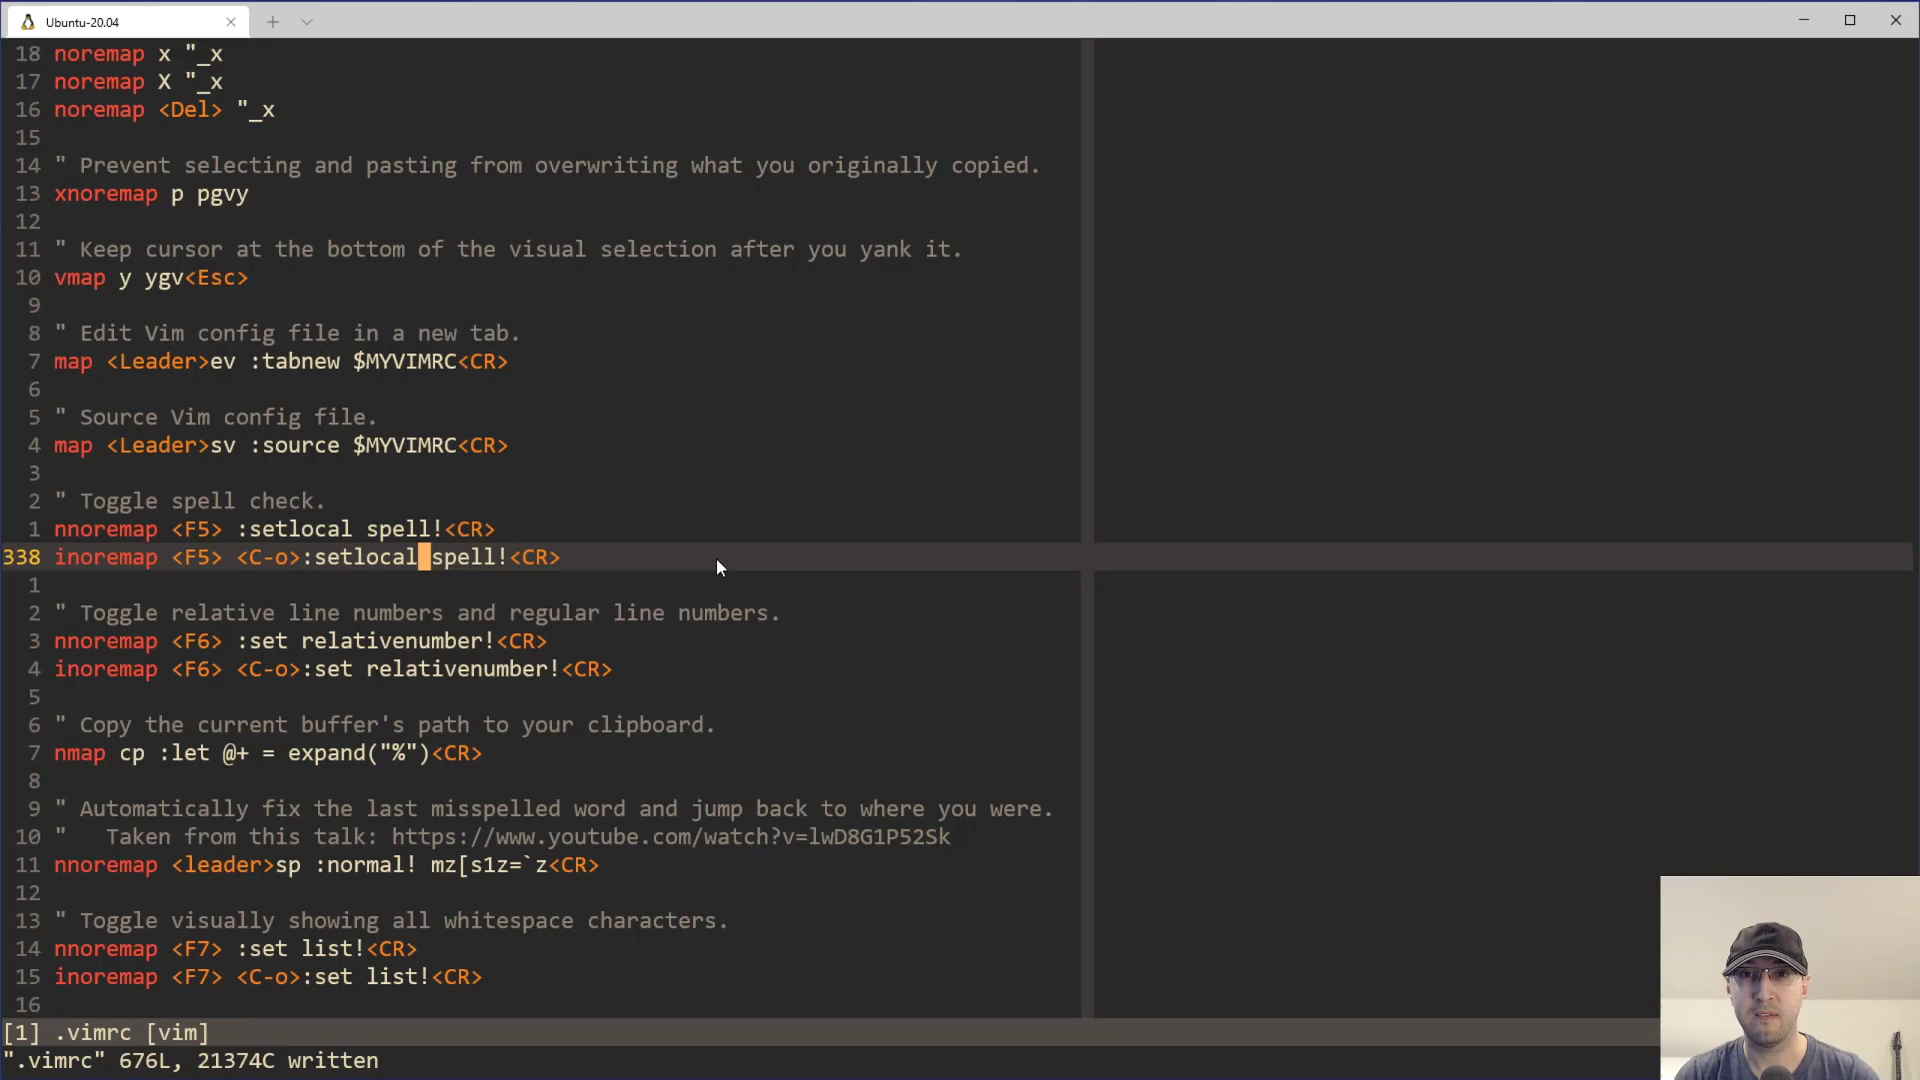 Ubuntu-20.04
18 noremap x "_x
17 noremap X "_x
16 noremap <Del> "_x
15
14 " Prevent selecting and pasting from overwriting what you originally copied.
13 xnoremap p pgvy
12
11 " Keep cursor at the bottom of the visual selection after you yank it.
10 vmap y ygv<Esc>
9
8 " Edit Vim config file in a new tab.
7 map <Leader>ev :tabnew $MYVIMRC<CR>
6
5 " Source Vim config file.
4 map <Leader>sv :source $MYVIMRC<CR>
3
2 " Toggle spell check.
1 nnoremap <F5> :setlocal spell!<CR>
338 inoremap <F5> <C-o>:setlocal spell!<CR>
1
2 " Toggle relative line numbers and regular line numbers.
3 nnoremap <F6> :set relativenumber!<CR>
4 inoremap <F6> <C-o>:set relativenumber!<CR>
5
6 " Copy the current buffer's path to your clipboard.
7 nmap cp :let @+ = expand("%")<CR>
8
9 " Automatically fix the last misspelled word and jump back to where you were.
10 "   Taken from this talk: https://www.youtube.com/watch?v=lwD8G1P52Sk
11 nnoremap <leader>sp :normal! mz[s1z=`z<CR>
12
13 " Toggle visually showing all whitespace characters.
14 nnoremap <F7> :set list!<CR>
15 inoremap <F7> <C-o>:set list!<CR>
16
[1] .vimrc [vim]
".vimrc" 676L, 21374C written